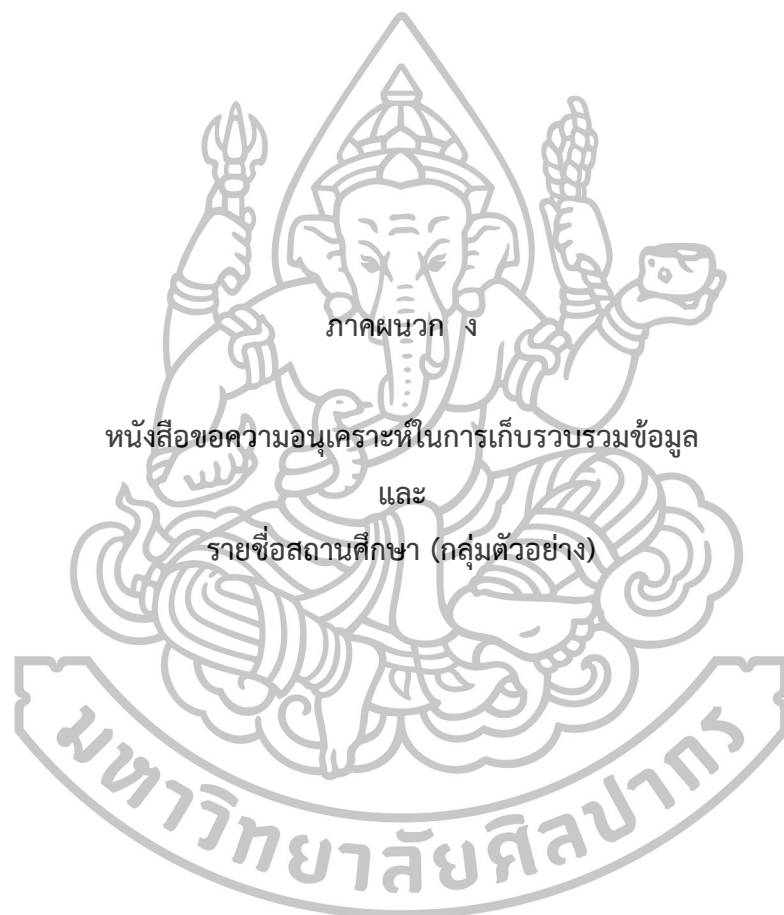 ภาคผนวก ง
หนังสือขอความอนุเคราะห์ในการเก็บรวบรวมข้อมูล
และ
รายชื่อสถานศึกษา (กลุ่มตัวอย่าง)
มหาวิทยาลัยศิลปากร